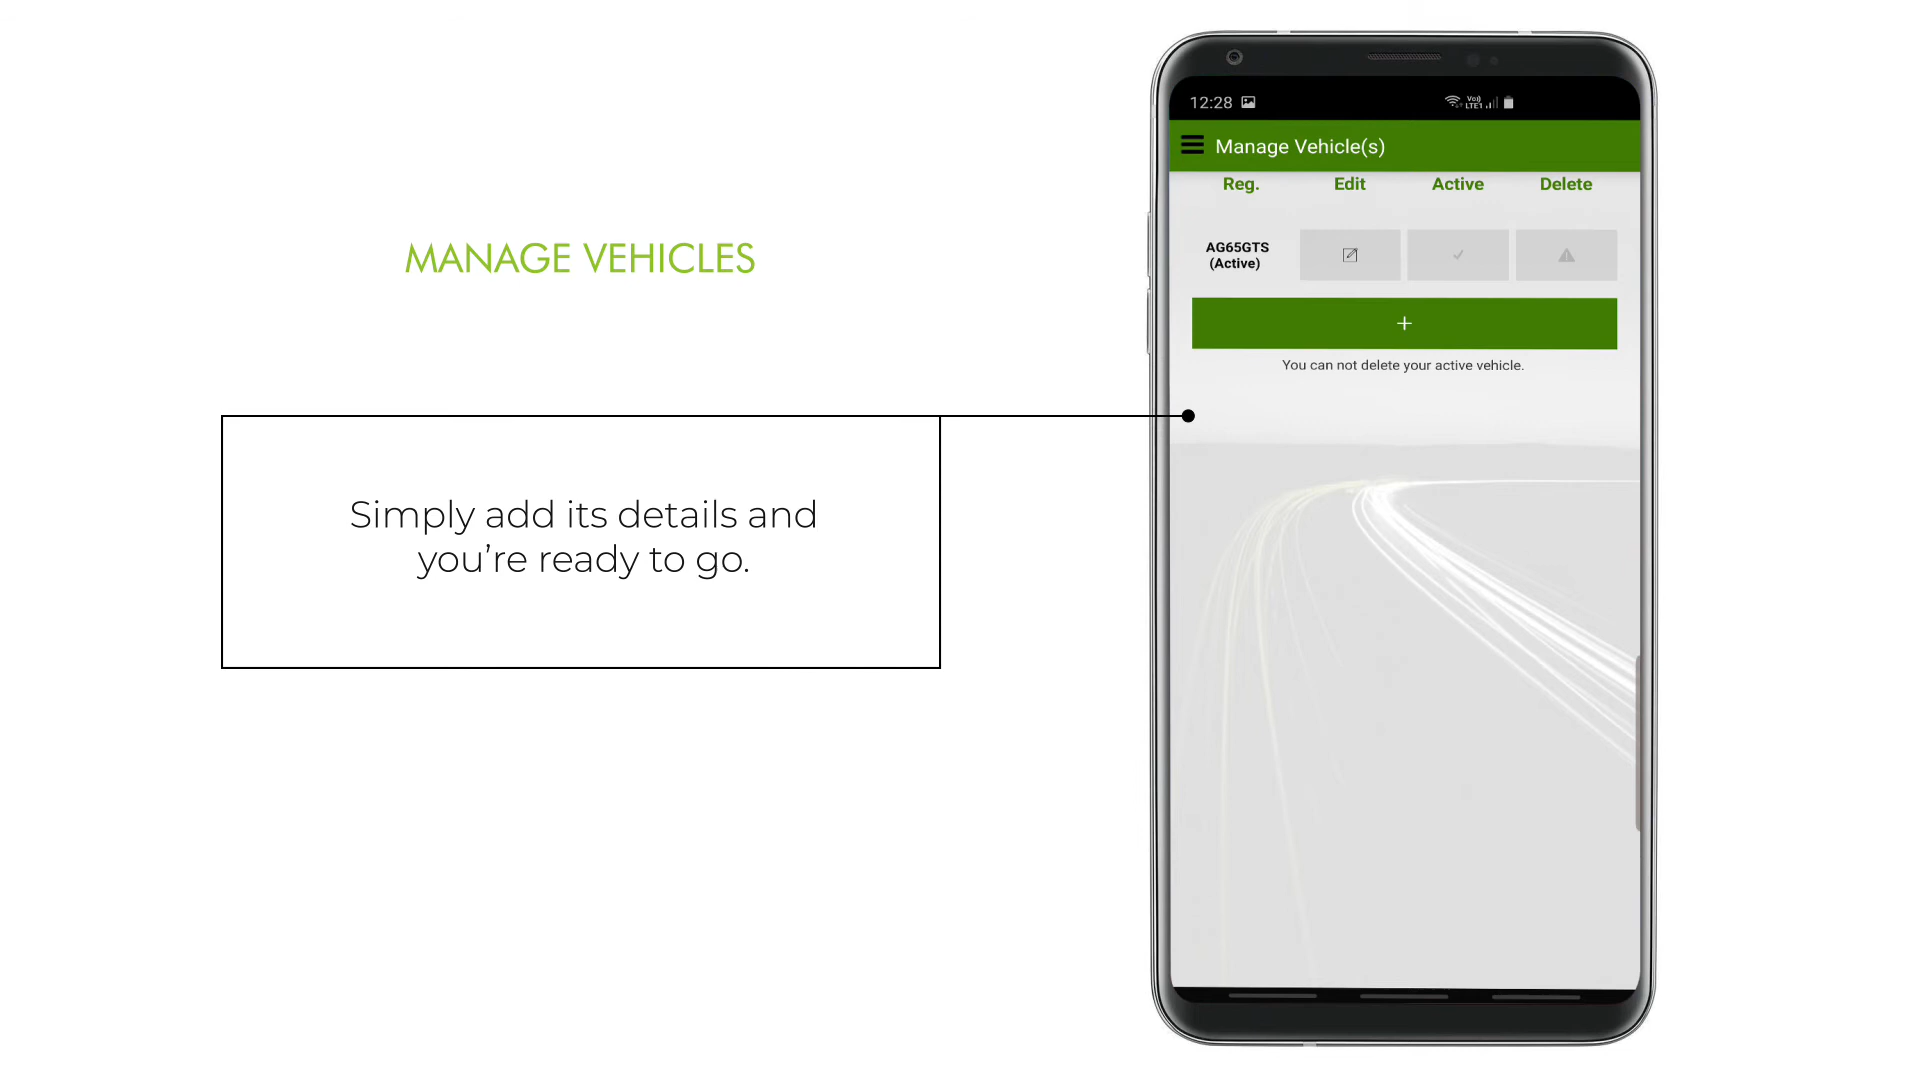 MANAGE VEHICLES
Simply add its details and
you’re ready to go.
12:28
Manage Vehicle(s)
Reg. Edit Active Delete
AG65GTS
(Active)
+
You can not delete your active vehicle.